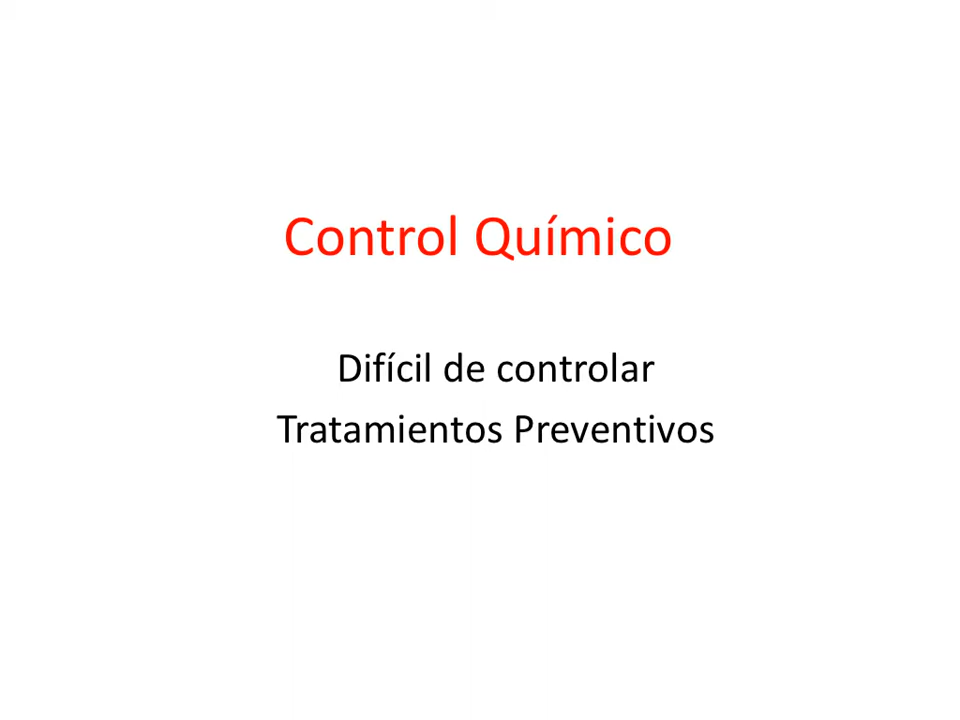 Control Químico
Difícil de controlar
Tratamientos Preventivos